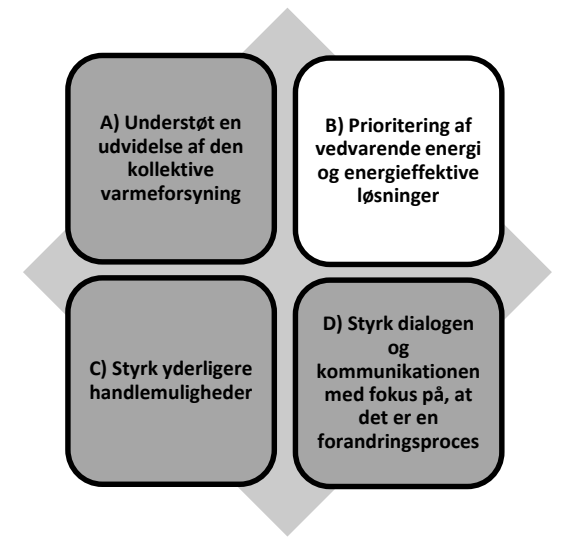 A) Understøt en
udvidelse af den
kollektive
varmeforsyning
B) Prioritering af
vedvarende energi
og energieffektive
løsninger
C) Styrk yderligere
handlemuligheder
D) Styrk dialogen
og
kommunikationen
med fokus på, at
det er en
forandringsproces